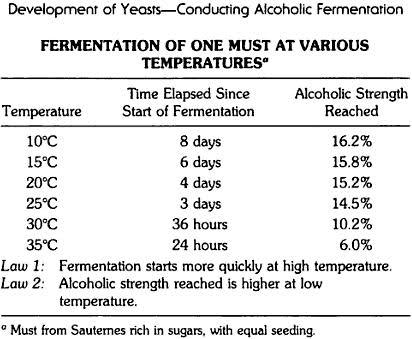 Development of Yeasts—Conducting Alcoholic Fermentation
FERMENTATION OF ONE MUST AT VARIOUS
TEMPERATURESᵃ
Time Elapsed Since Alcoholic Strength
Temperature Start of Fermentation Reached
10°C 8 days 16.2%
15°C 6 days 15.8%
20°C 4 days 15.2%
25°C 3 days 14.5%
30°C 36 hours 10.2%
35°C 24 hours 6.0%
Law 1: Fermentation starts more quickly at high temperature.
Law 2: Alcoholic strength reached is higher at low
temperature.
ᵃ Must from Sauternes rich in sugars, with equal seeding.